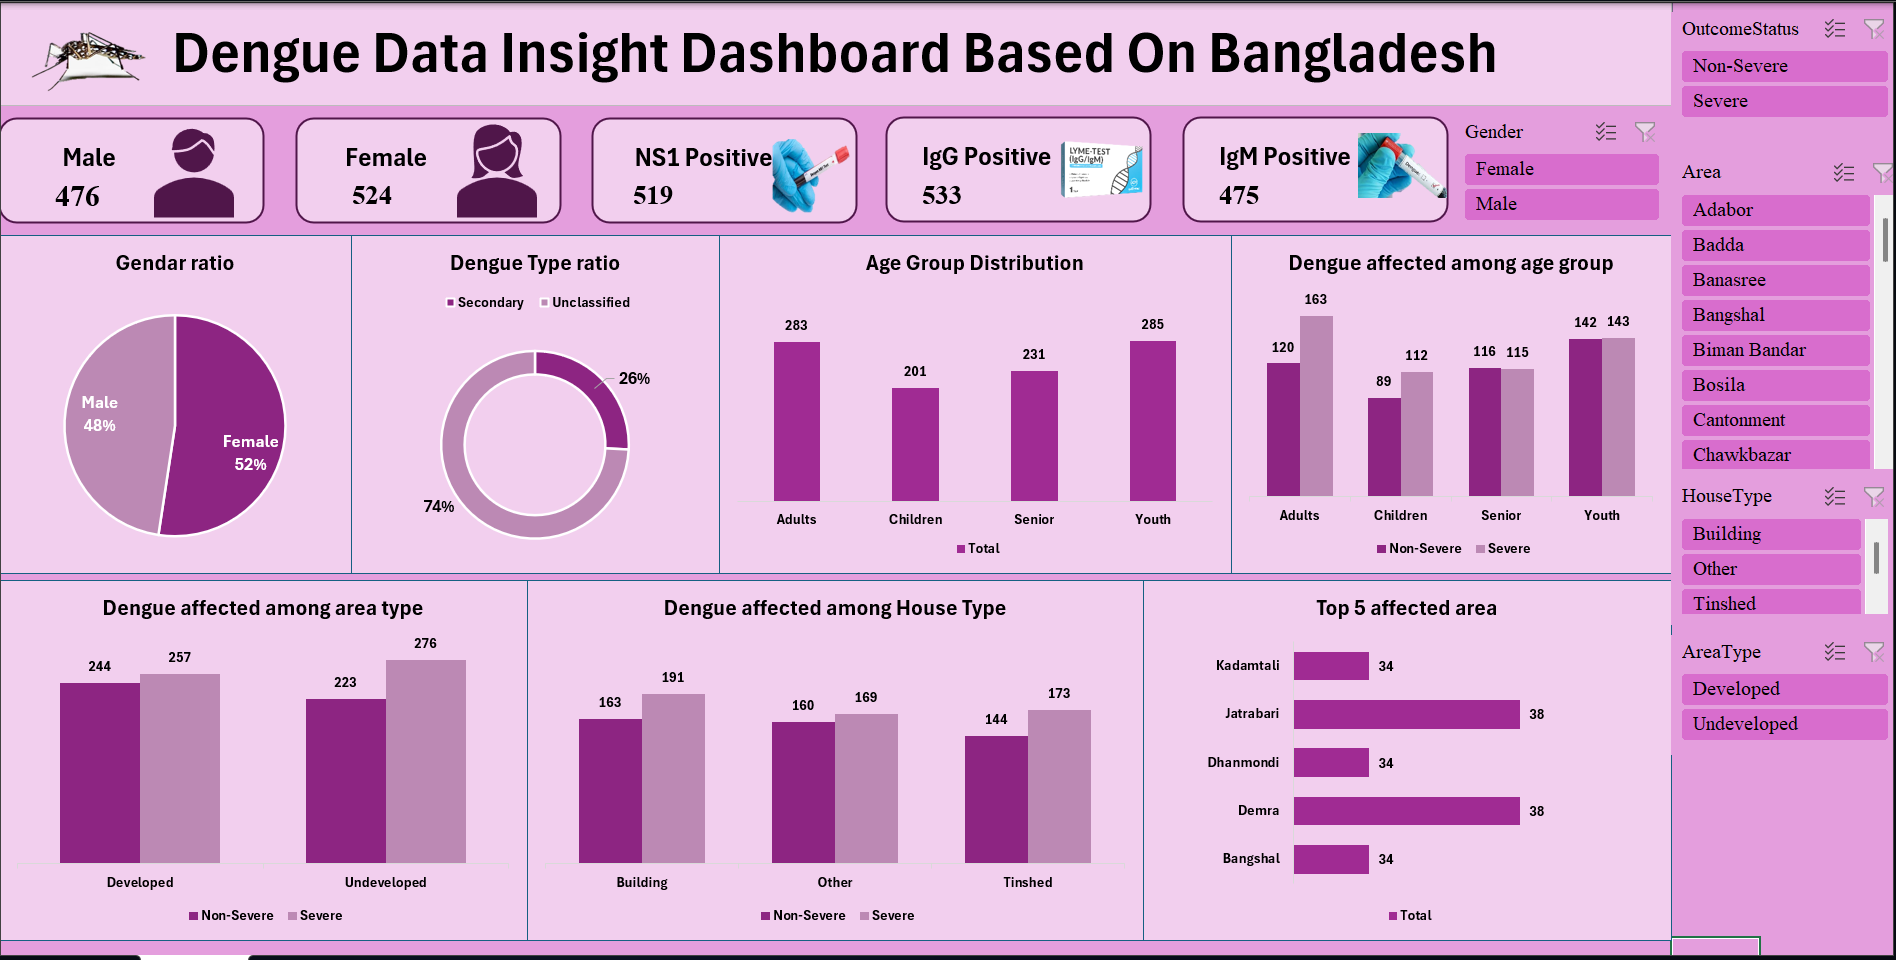 Dengue Data Insight Dashboard Based On Bangladesh
Male
476
Female
524
NS1 Positive
519
IgG Positive
533
LYME-TEST
(IgG/IgM)
1
IgM Positive
475
Gender
Female
Male
OutcomeStatus
Non-Severe
Severe
Area
Adabor
Badda
Banasree
Bangshal
Biman Bandar
Bosila
Cantonment
Chawkbazar
HouseType
Building
Other
Tinshed
AreaType
Developed
Undeveloped
Gendar ratio
Male
48%
Female
52%
Dengue Type ratio
Secondary Unclassified
26%
74%
Age Group Distribution
283 201 231 285
Adults Children Senior Youth
Total
Dengue affected among age group
120 163 89 112 116 115 142 143
Adults Children Senior Youth
Non-Severe Severe
Dengue affected among area type
244 257 223 276
Developed Undeveloped
Non-Severe Severe
Dengue affected among House Type
163 191 160 169 144 173
Building Other Tinshed
Non-Severe Severe
Top 5 affected area
Kadamtali 34
Jatrabari 38
Dhanmondi 34
Demra 38
Bangshal 34
Total